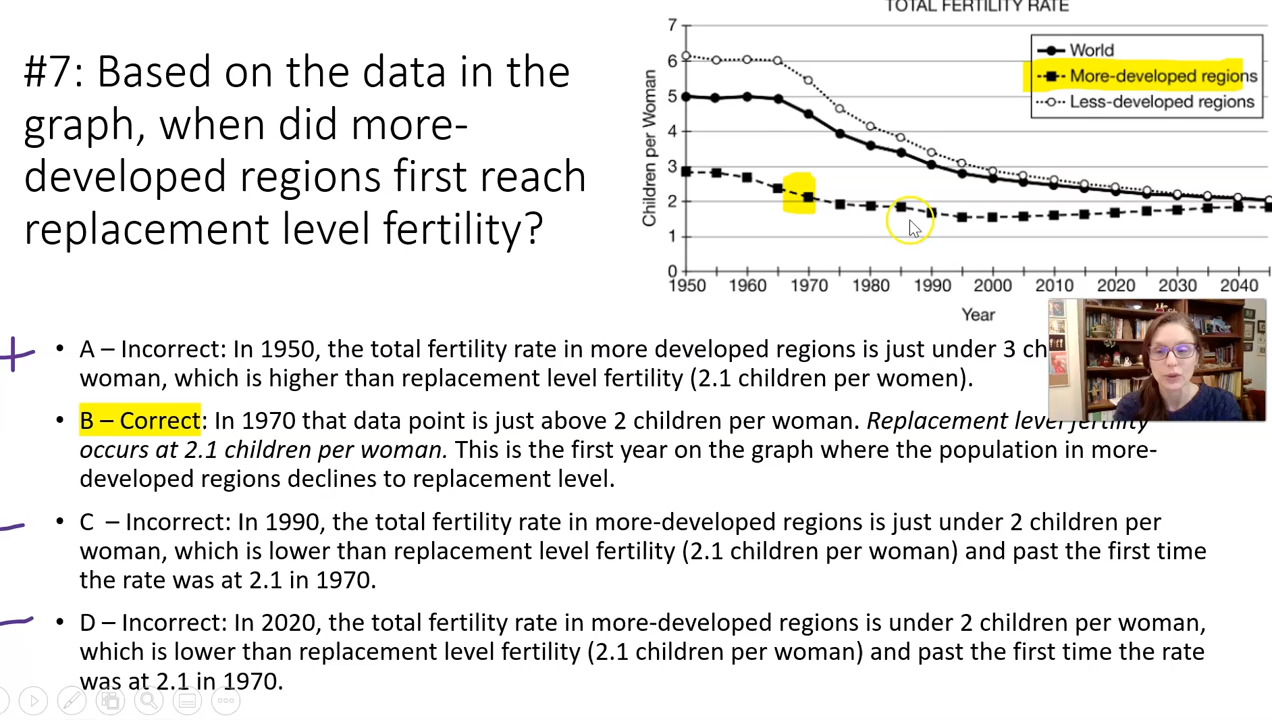 TOTAL FERTILITY RATE
#7: Based on the data in the
graph, when did more-
developed regions first reach
replacement level fertility?
Children per Woman
7
6
5
4
3
2
1
0
World
More-developed regions
Less-developed regions
1950 1960 1970 1980 1990 2000 2010 2020 2030 2040
Year
• A – Incorrect: In 1950, the total fertility rate in more developed regions is just under 3
woman, which is higher than replacement level fertility (2.1 children per women).
• B – Correct: In 1970 that data point is just above 2 children per woman. Replacement level fertility
occurs at 2.1 children per woman. This is the first year on the graph where the population in more-
developed regions declines to replacement level.
• C – Incorrect: In 1990, the total fertility rate in more-developed regions is just under 2 children per
woman, which is lower than replacement level fertility (2.1 children per woman) and past the first time
the rate was at 2.1 in 1970.
• D – Incorrect: In 2020, the total fertility rate in more-developed regions is under 2 children per woman,
which is lower than replacement level fertility (2.1 children per woman) and past the first time the rate
was at 2.1 in 1970.